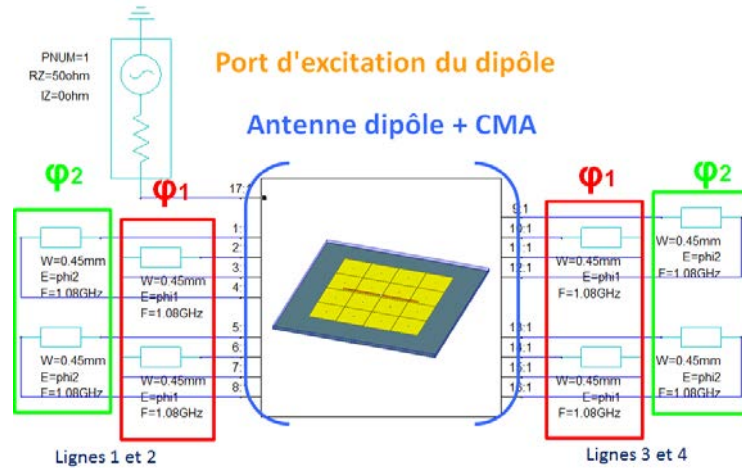 PNUM=1
RZ=50ohm
IZ=0ohm
Port d'excitation du dipôle
Antenne dipôle + CMA
φ2
φ1
φ1
φ2
17:1
1:
2:
3:
4:
5:
6:
7:
8:
9:1
10:1
11:1
12:1
13:1
14:1
15:1
16:1
W=0.45mm
E=phi2
F=1.08GHz
W=0.45mm
E=phi1
F=1.08GHz
W=0.45mm
E=phi1
F=1.08GHz
W=0.45mm
E=phi2
F=1.08GHz
W=0.45mm
E=phi2
F=1.08GHz
W=0.45mm
E=phi1
F=1.08GHz
W=0.45mm
E=phi1
F=1.08GHz
W=0.45mm
E=phi2
F=1.08GHz
Lignes 1 et 2
Lignes 3 et 4